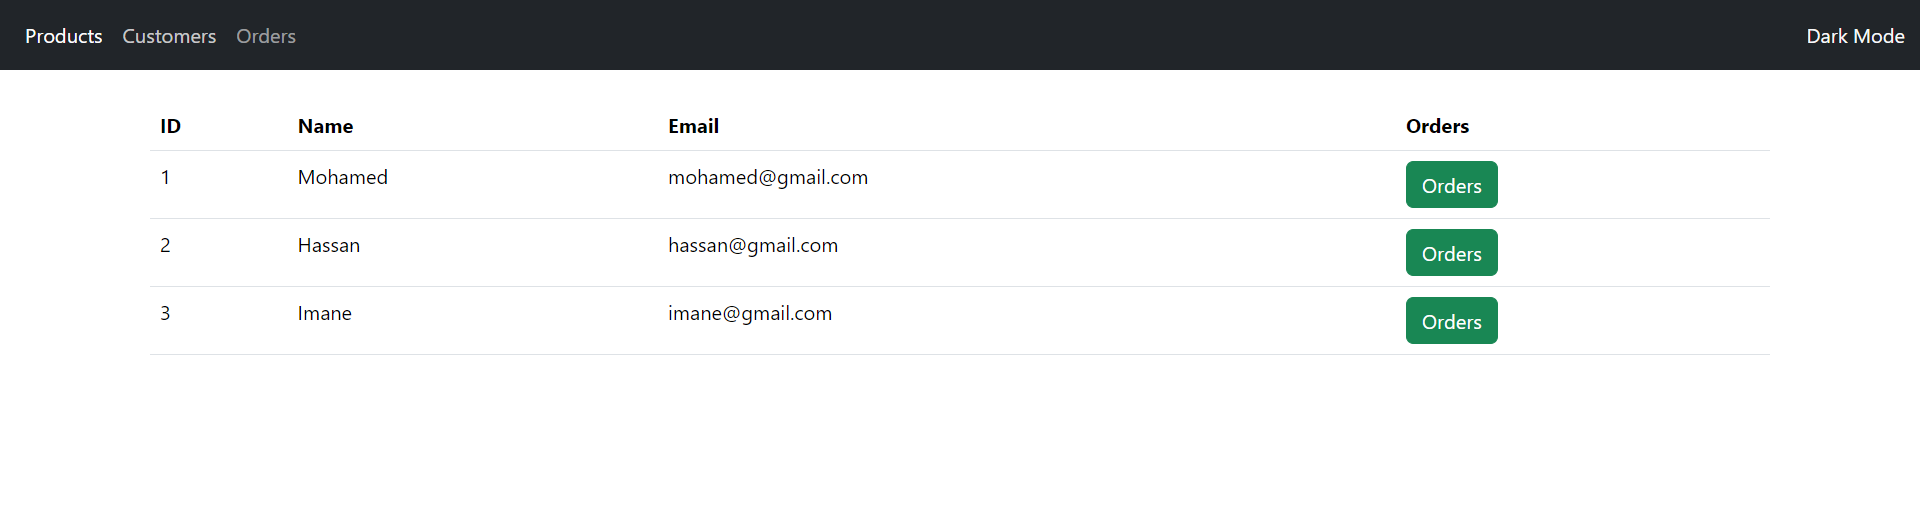 Products Customers Orders Dark Mode
ID Name Email Orders
1 Mohamed mohamed@gmail.com Orders
2 Hassan hassan@gmail.com Orders
3 Imane imane@gmail.com Orders